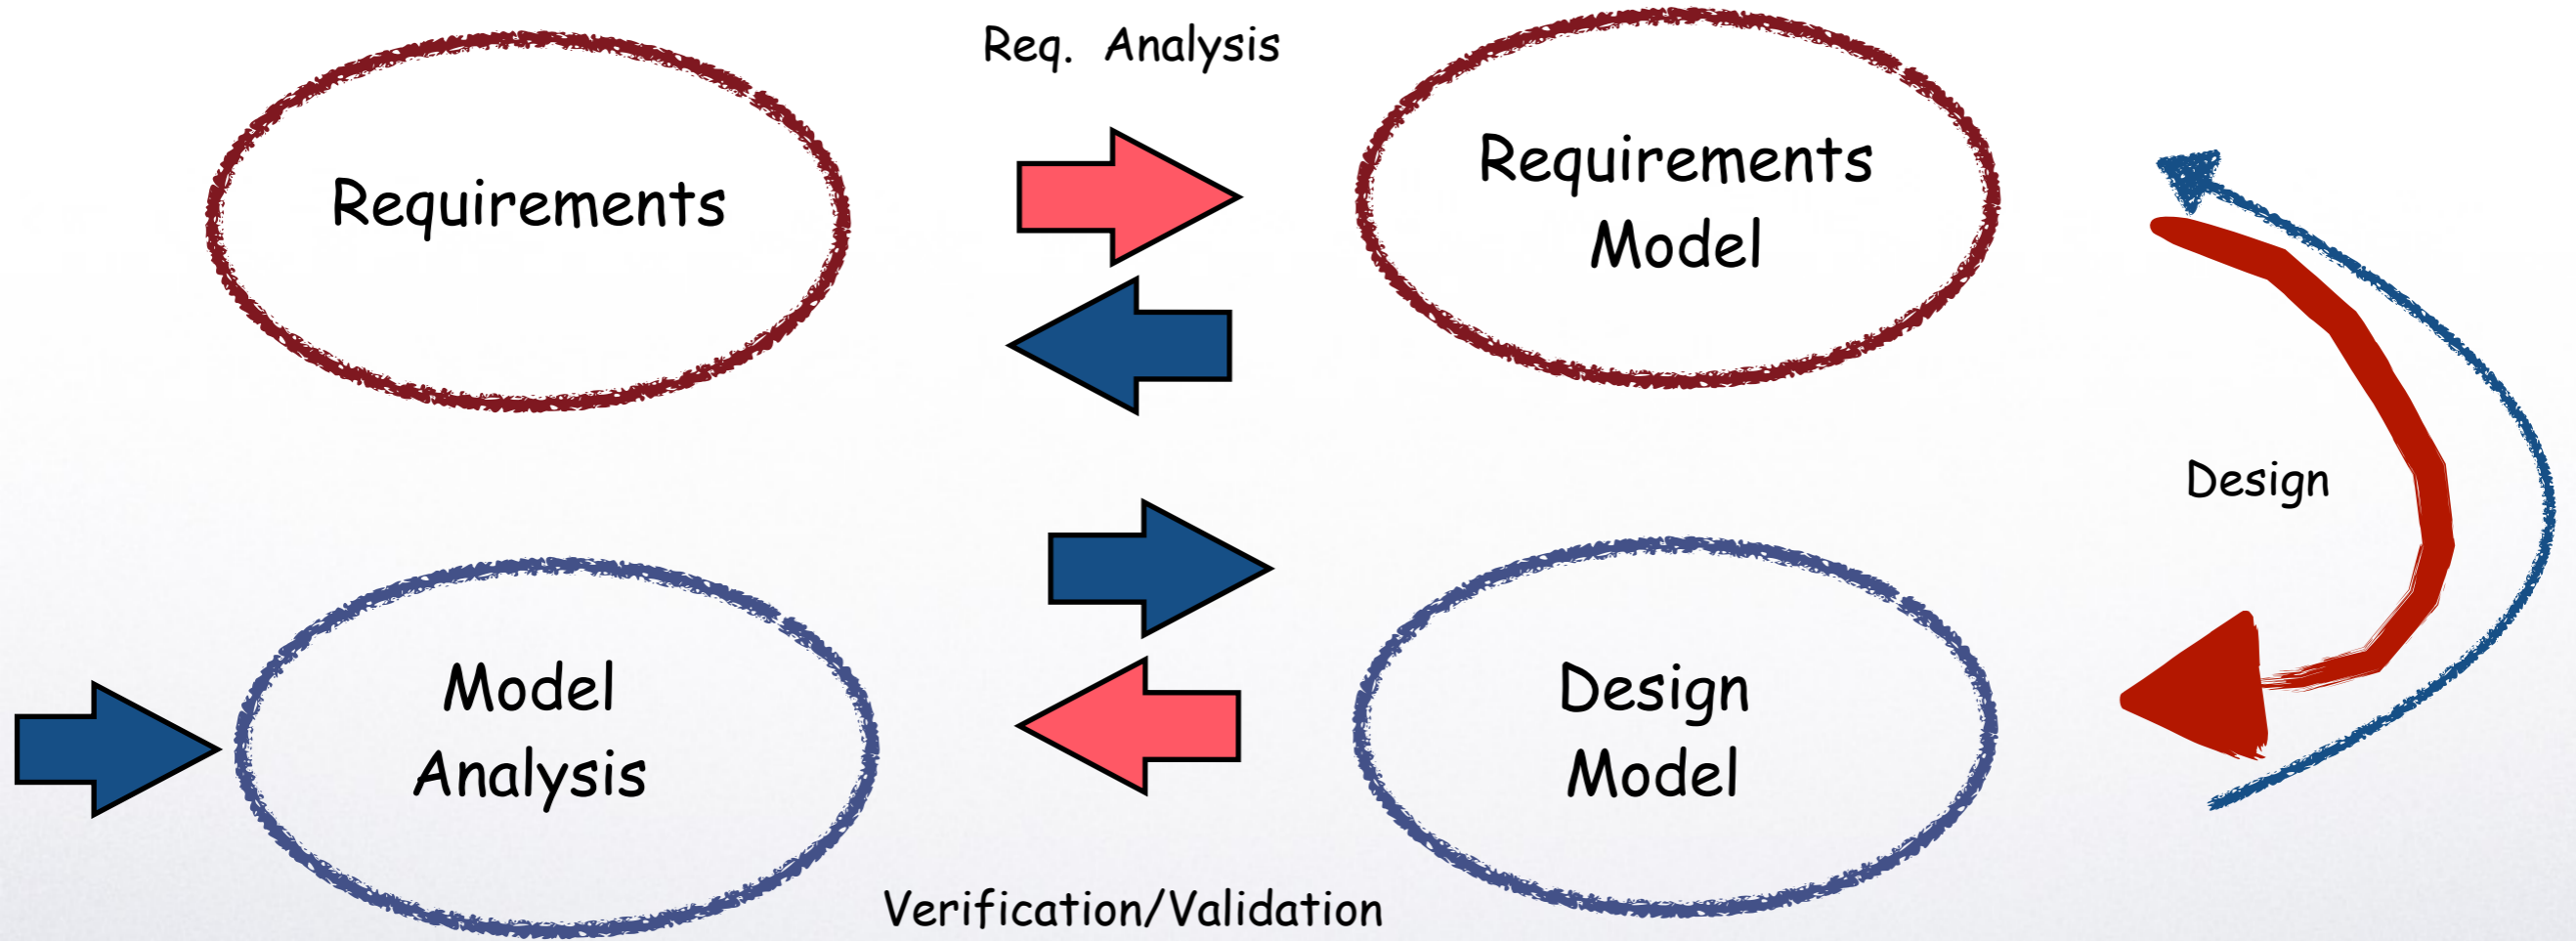 Req. Analysis
Requirements
Requirements
Model
Design
Model
Analysis
Design
Model
Verification/Validation